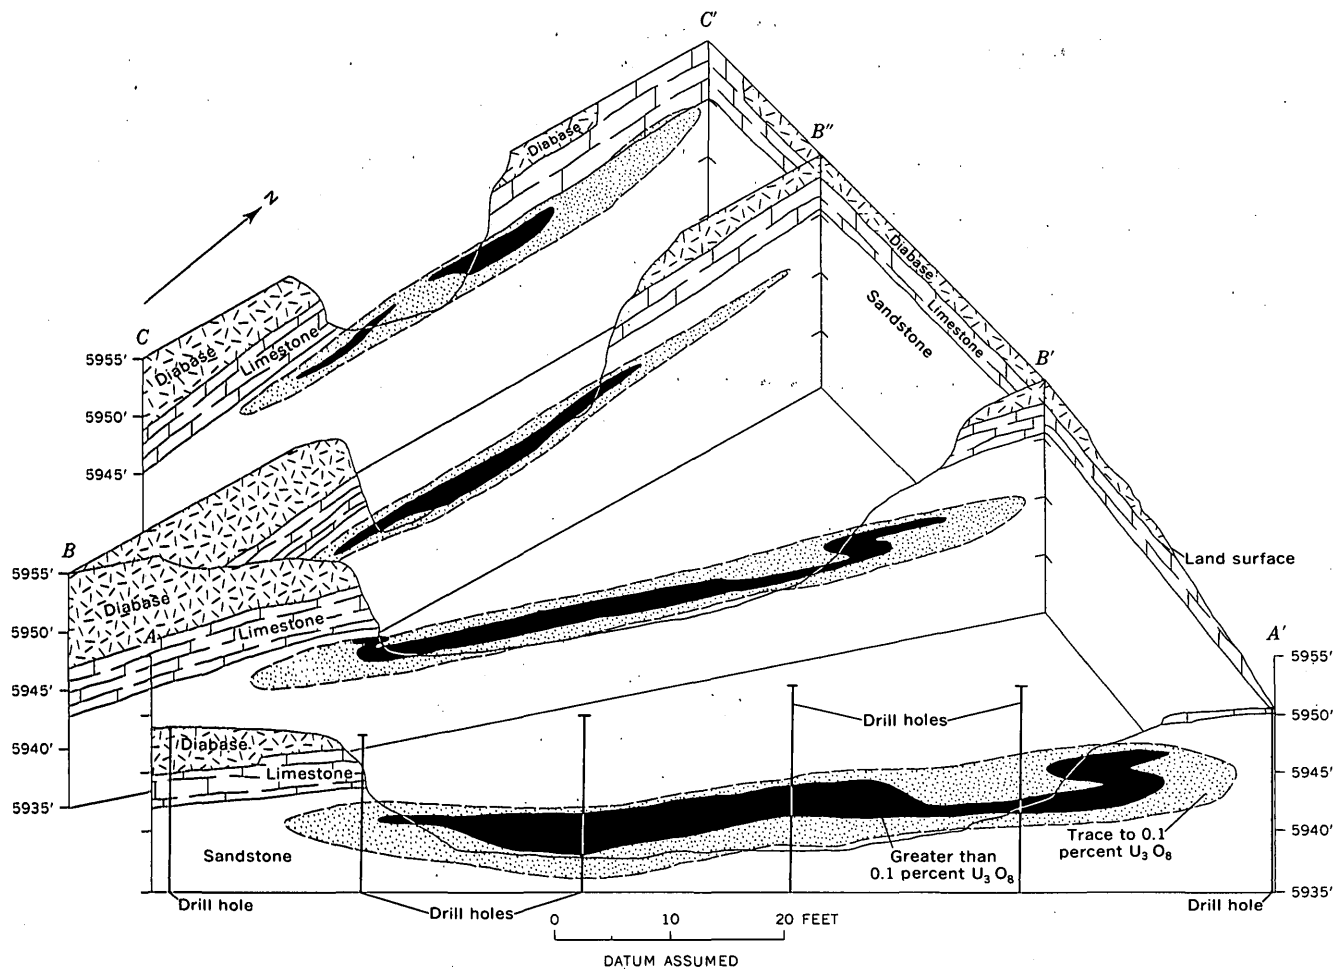 C'
Diabase
B"
N
C
5955'
Diabase
Limestone
5950'
5945'
Diabase
Limestone
Sandstone
B'
B
5955'
Diabase
Limestone
A
5950'
5945'
5940'
5935'
Land surface
A'
5955'
5950'
5945'
5940'
5935'
Drill holes
Diabase
Limestone
Sandstone
Trace to 0.1
percent U3O8
Greater than
0.1 percent U3O8
Drill hole
Drill holes
Drill hole
0 10 20 FEET
DATUM ASSUMED